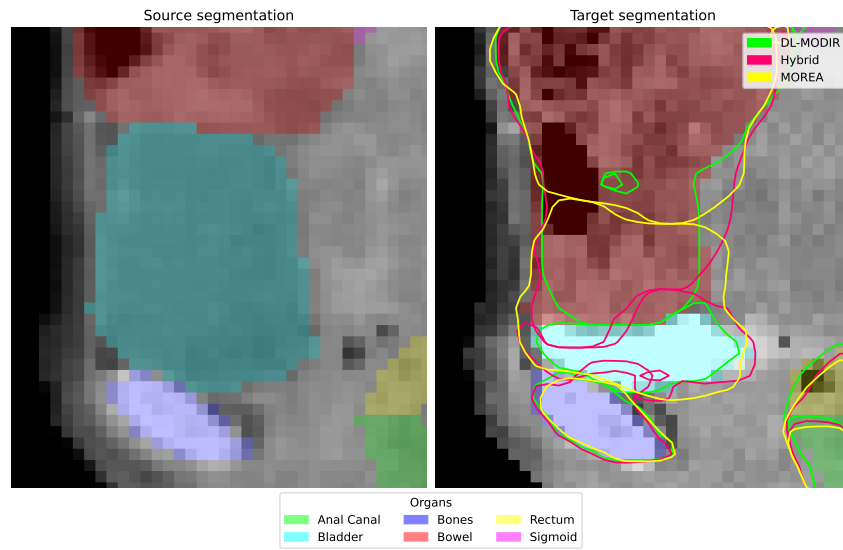 Source segmentation
Target segmentation
DL-MODIR
Hybrid
MOREA
Organs
Anal Canal
Bones
Rectum
Bladder
Bowel
Sigmoid